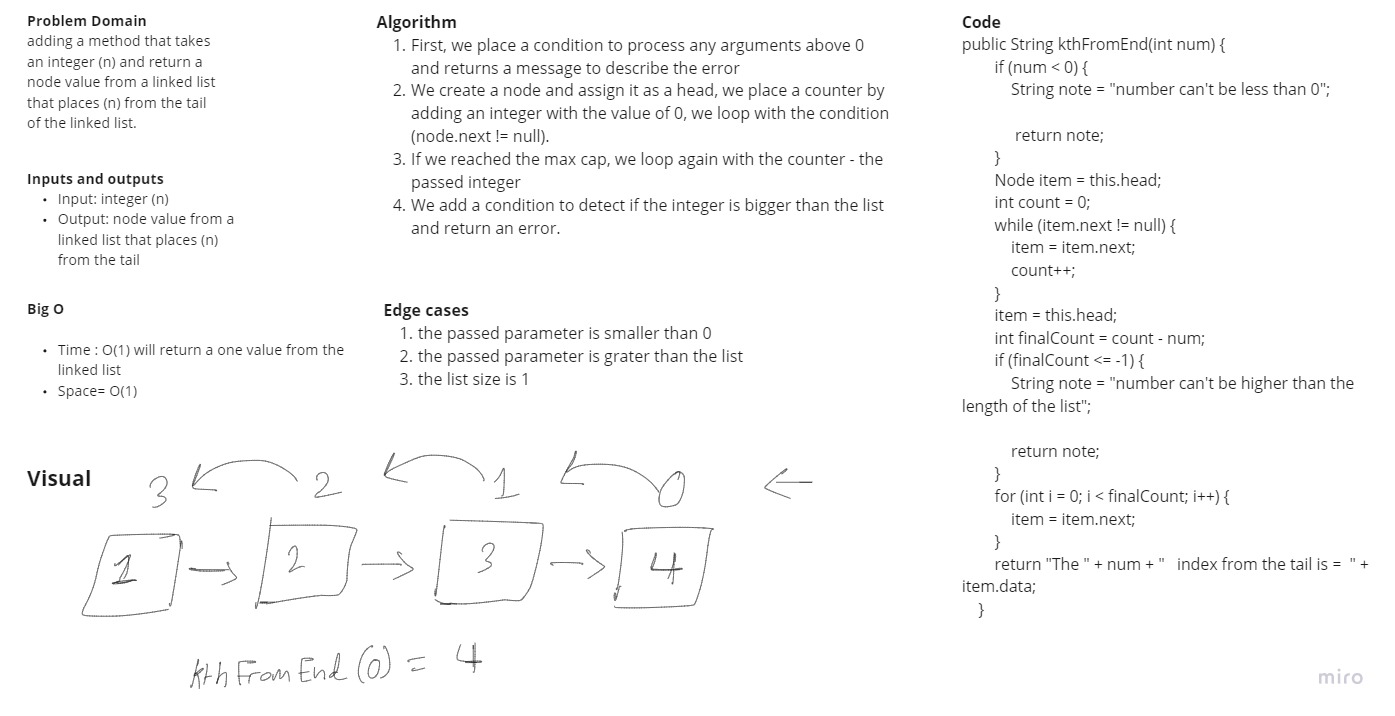 Problem Domain
adding a method that takes
an integer (n) and return a
node value from a linked list
that places (n) from the tail
of the linked list.
Inputs and outputs
• Input: integer (n)
• Output: node value from a
linked list that places (n)
from the tail
Big O
• Time : O(1) will return a one value from the
linked list
• Space= O(1)
Algorithm
1. First, we place a condition to process any arguments above 0
and returns a message to describe the error
2. We create a node and assign it as a head, we place a counter by
adding an integer with the value of 0, we loop with the condition
(node.next != null).
3. If we reached the max cap, we loop again with the counter - the
passed integer
4. We add a condition to detect if the integer is bigger than the list
and return an error.
Edge cases
1. the passed parameter is smaller than 0
2. the passed parameter is grater than the list
3. the list size is 1
Code
public String kthFromEnd(int num) {
if (num < 0) {
String note = "number can't be less than 0";
return note;
}
Node item = this.head;
int count = 0;
while (item.next != null) {
item = item.next;
count++;
}
item = this.head;
int finalCount = count - num;
if (finalCount <= -1) {
String note = "number can't be higher than the
length of the list";
return note;
}
for (int i = 0; i < finalCount; i++) {
item = item.next;
}
return "The " + num + "   index from the tail is =  " +
item.data;
}
Visual
3 2 1 0
1 2 3 4
kthFromEnd(0) = 4
miro